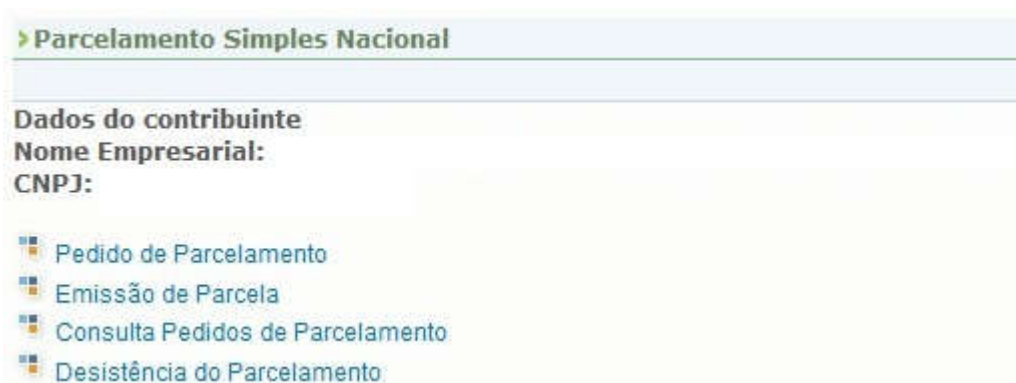 Parcelamento Simples Nacional
Dados do contribuinte
Nome Empresarial:
CNPJ:
Pedido de Parcelamento
Emissão de Parcela
Consulta Pedidos de Parcelamento
Desistência do Parcelamento